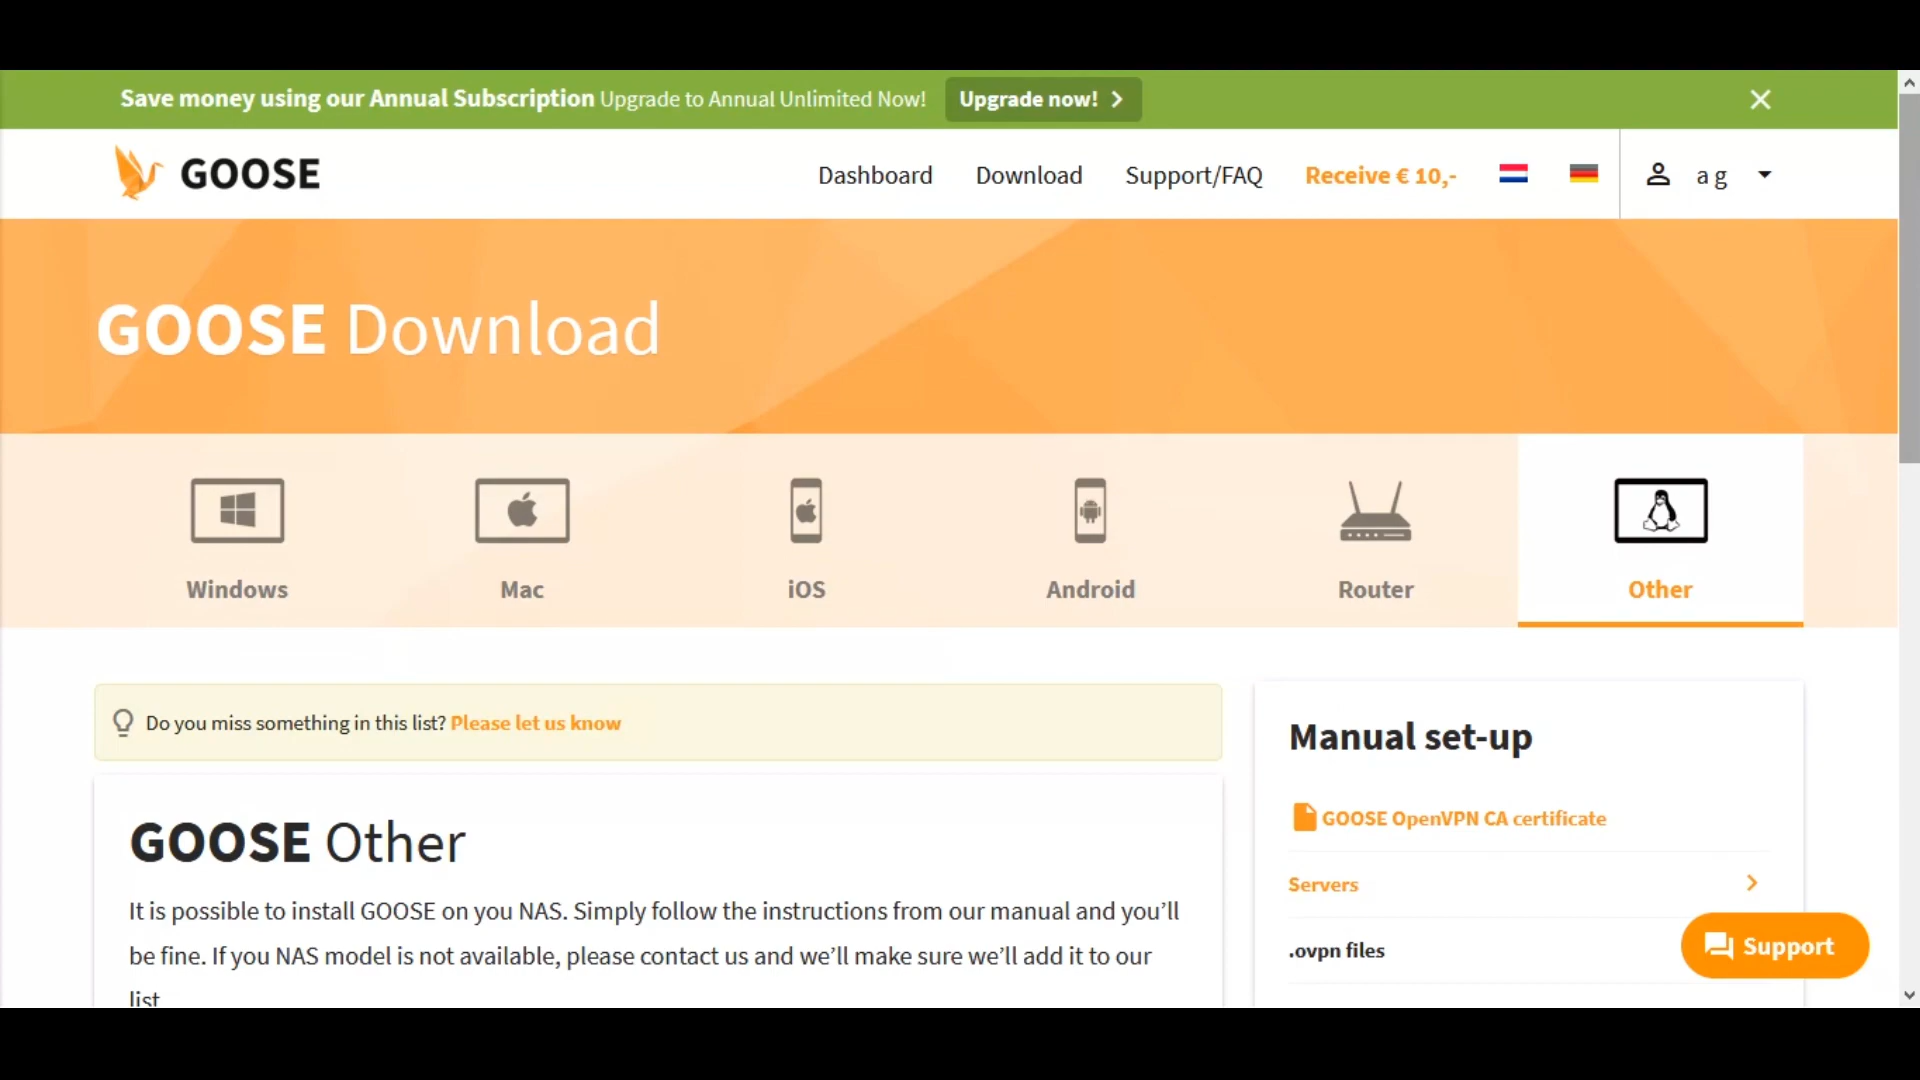 Save money using our Annual Subscription Upgrade to Annual Unlimited Now! Upgrade now!
GOOSE Dashboard Download Support/FAQ Receive € 10,- a g
GOOSE Download
Windows Mac iOS Android Router Other
Do you miss something in this list? Please let us know
GOOSE Other
It is possible to install GOOSE on you NAS. Simply follow the instructions from our manual and you’ll
be fine. If you NAS model is not available, please contact us and we’ll make sure we’ll add it to our
list
Manual set-up
GOOSE OpenVPN CA certificate
Servers
.ovpn files
Support